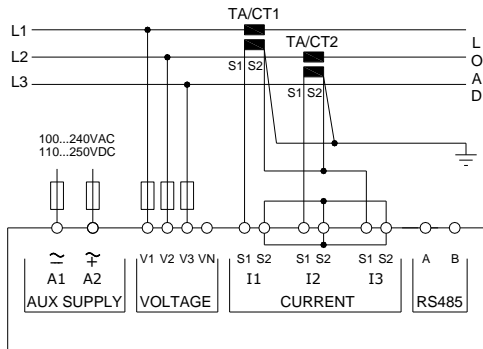 TA/CT1
L1
TA/CT2
L2
S1 S2
L3
S1 S2
L
O
A
D
100...240VAC
110...250VDC
V1 V2 V3 VN
S1 S2 S1 S2 S1 S2
A B
A1 A2
I1 I2 I3
AUX SUPPLY VOLTAGE CURRENT RS485